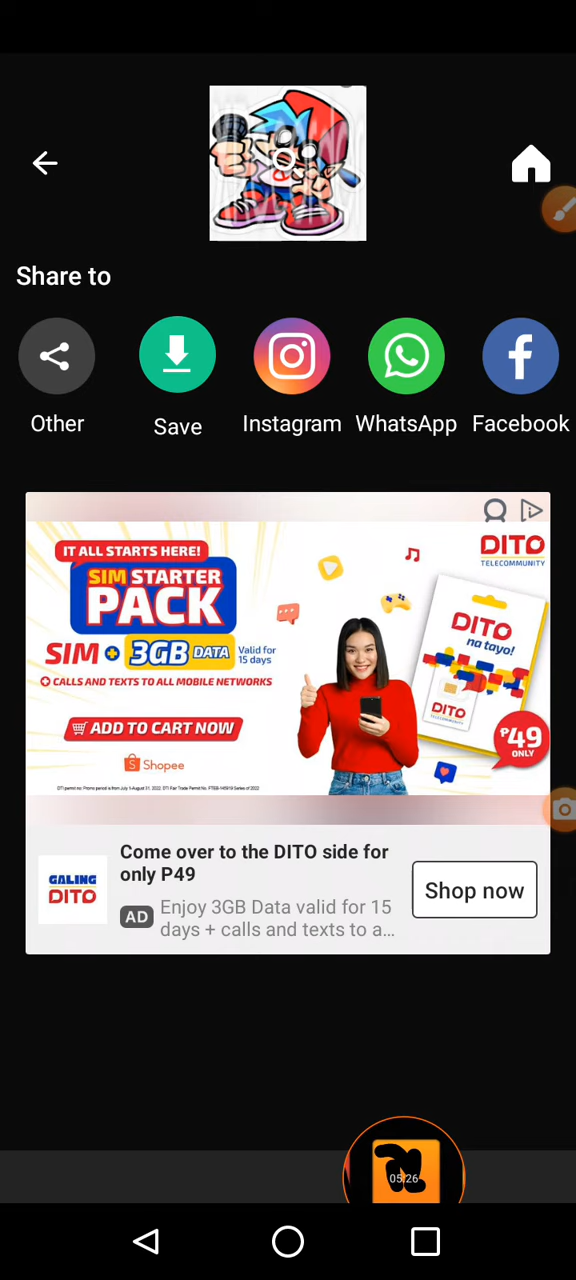 Share to
Other
Save
Instagram
WhatsApp
Facebook
IT ALL STARTS HERE!
SIM STARTER
PACK
SIM + 3GB DATA Valid for
15 days
CALLS AND TEXTS TO ALL MOBILE NETWORKS
ADD TO CART NOW
Shopee
DITO
TELECOMMUNITY
DITO
na tayo!
DITO
₱49
ONLY
GALING
DITO
Come over to the DITO side for
only P49
AD Enjoy 3GB Data valid for 15
days + calls and texts to a...
Shop now
05:26